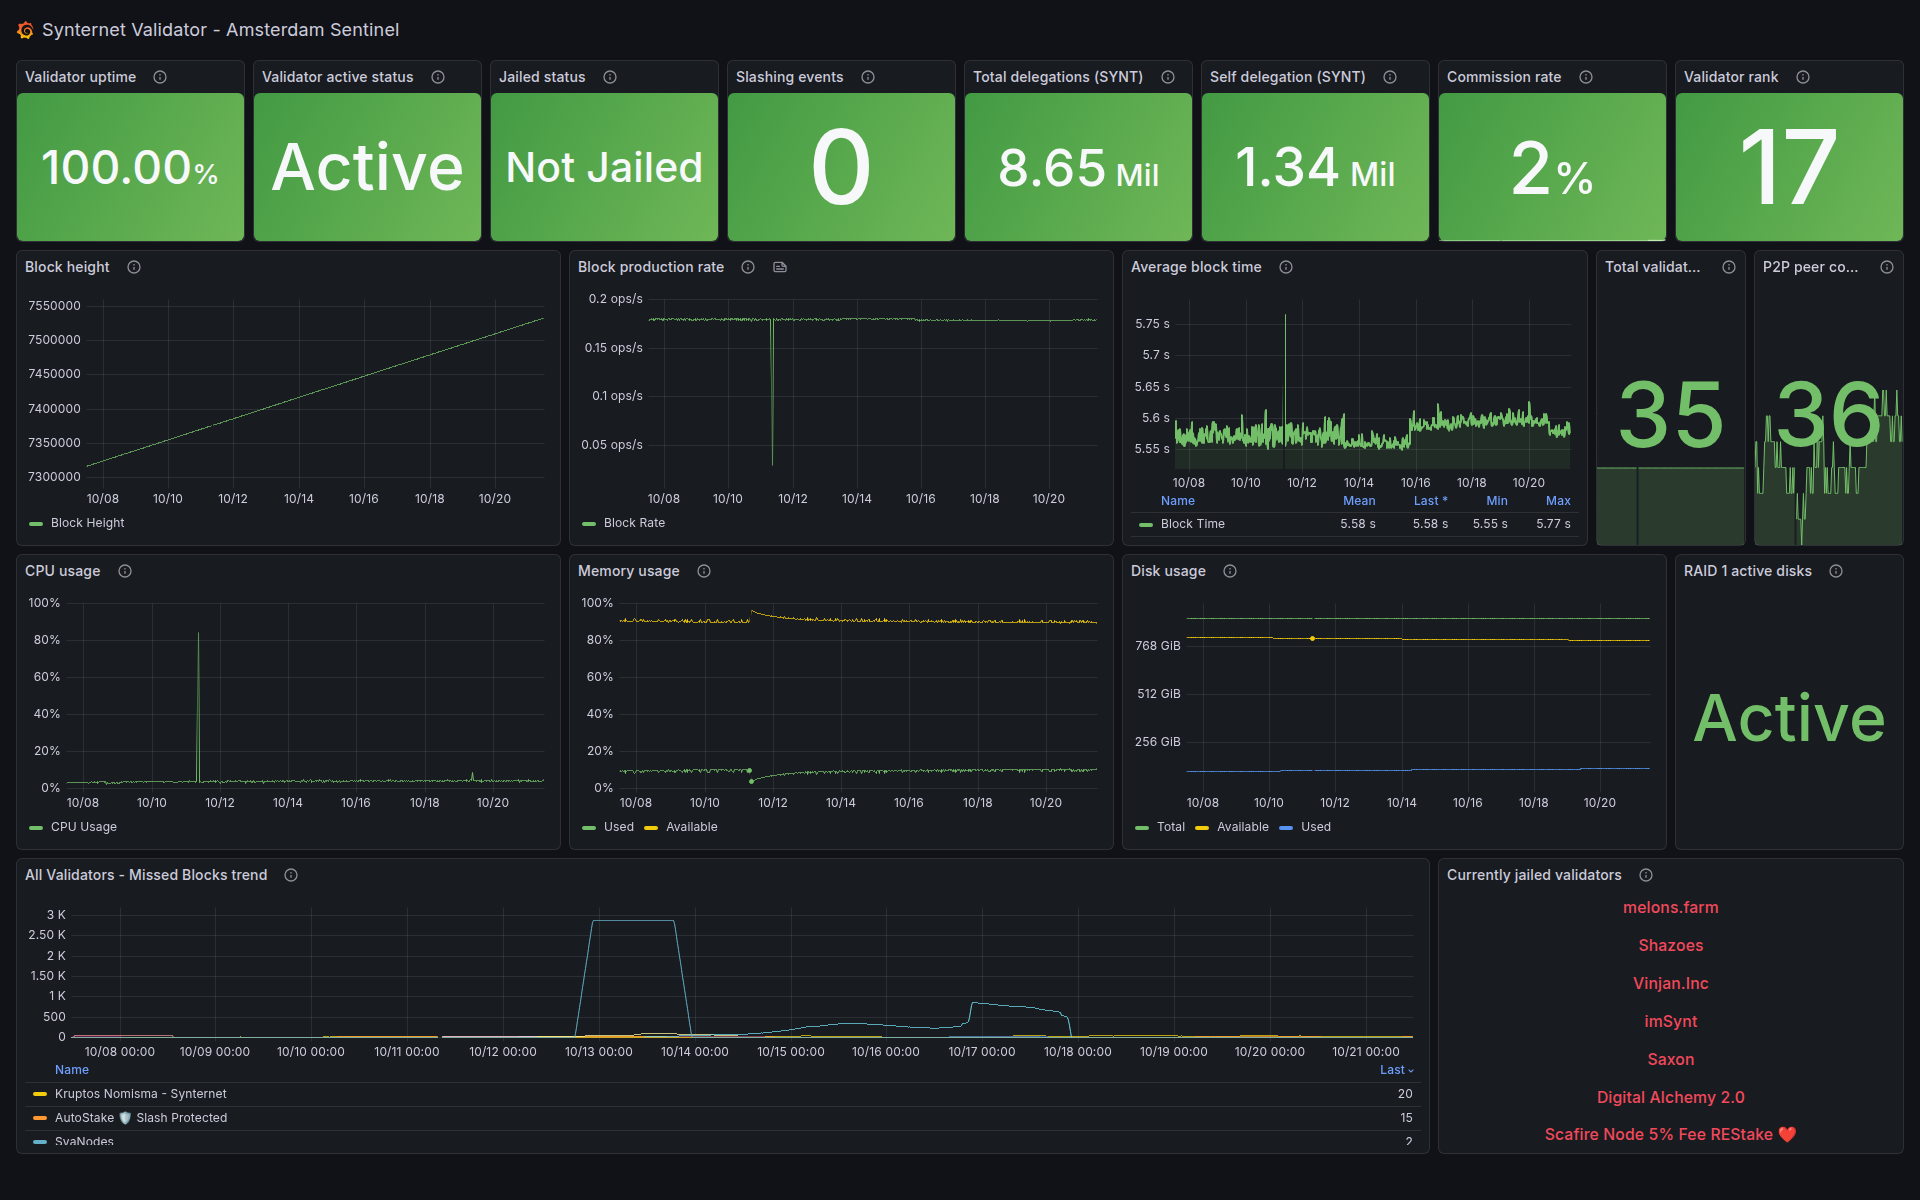 Synternet Validator - Amsterdam Sentinel
Validator uptime
100.00%
Validator active status
Active
Jailed status
Not Jailed
Slashing events
0
Total delegations (SYNT)
8.65 Mil
Self delegation (SYNT)
1.34 Mil
Commission rate
2%
Validator rank
17
Block height
7550000
7500000
7450000
7400000
7350000
7300000
10/08 10/10 10/12 10/14 10/16 10/18 10/20
Block Height
Block production rate
0.2 ops/s
0.15 ops/s
0.1 ops/s
0.05 ops/s
10/08 10/10 10/12 10/14 10/16 10/18 10/20
Block Rate
Average block time
5.75 s
5.7 s
5.65 s
5.6 s
5.55 s
10/08 10/10 10/12 10/14 10/16 10/18 10/20
Name Mean Last * Min Max
Block Time 5.58 s 5.58 s 5.55 s 5.77 s
Total validat...
35
P2P peer co...
36
CPU usage
100%
80%
60%
40%
20%
0%
10/08 10/10 10/12 10/14 10/16 10/18 10/20
CPU Usage
Memory usage
100%
80%
60%
40%
20%
0%
10/08 10/10 10/12 10/14 10/16 10/18 10/20
Used Available
Disk usage
768 GiB
512 GiB
256 GiB
10/08 10/10 10/12 10/14 10/16 10/18 10/20
Total Available Used
RAID 1 active disks
Active
All Validators - Missed Blocks trend
3 K
2.50 K
2 K
1.50 K
1 K
500
0
10/08 00:00 10/09 00:00 10/10 00:00 10/11 00:00 10/12 00:00 10/13 00:00 10/14 00:00 10/15 00:00 10/16 00:00 10/17 00:00 10/18 00:00 10/19 00:00 10/20 00:00 10/21 00:00
Name Last
Kruptos Nomisma - Synternet 20
AutoStake 🛡️ Slash Protected 15
SvaNodes 2
Currently jailed validators
melons.farm
Shazoes
Vinjan.Inc
imSynt
Saxon
Digital Alchemy 2.0
Scafire Node 5% Fee REStake ❤️